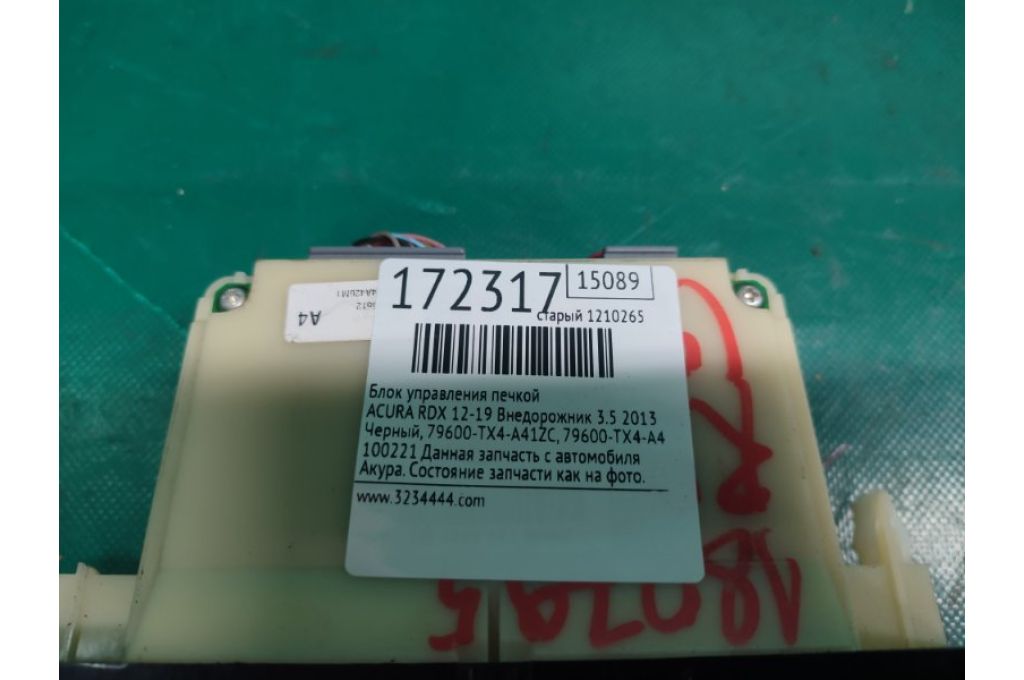 172317
15089
старый 1210265
Блок управления печкой
ACURA RDX 12-19 Внедорожник 3.5 2013
Черный, 79600-TX4-A41ZC, 79600-TX4-A4
100221 Данная запчасть с автомобиля
Акура. Состояние запчасти как на фото.
www.3234444.com
A4